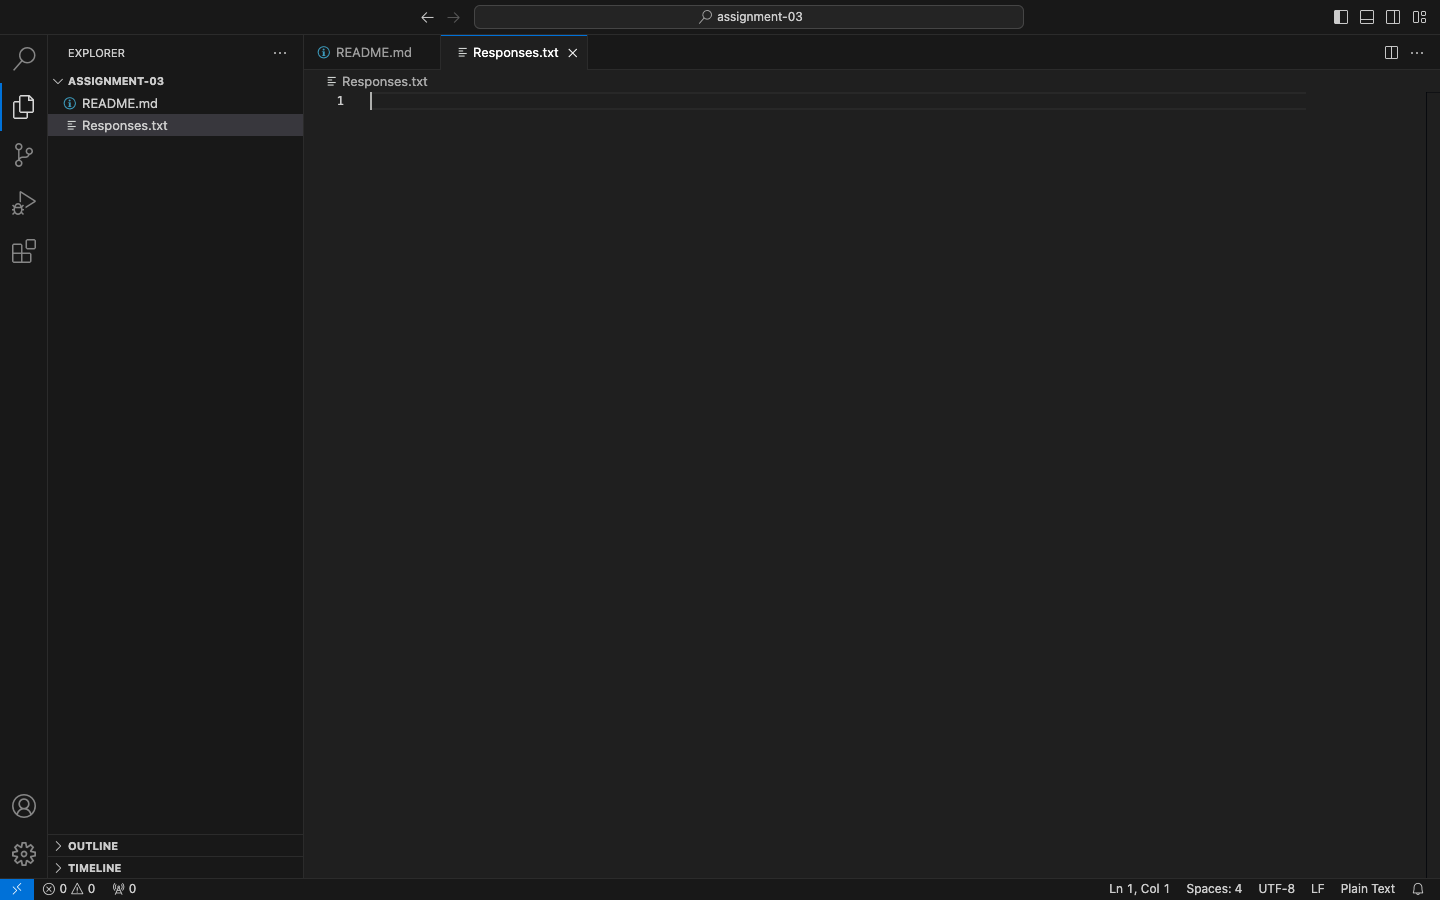 assignment-03
EXPLORER
README.md
Responses.txt
ASSIGNMENT-03
Responses.txt
README.md
1
Responses.txt
OUTLINE
TIMELINE
0 0 0
Ln 1, Col 1 Spaces: 4 UTF-8 LF Plain Text